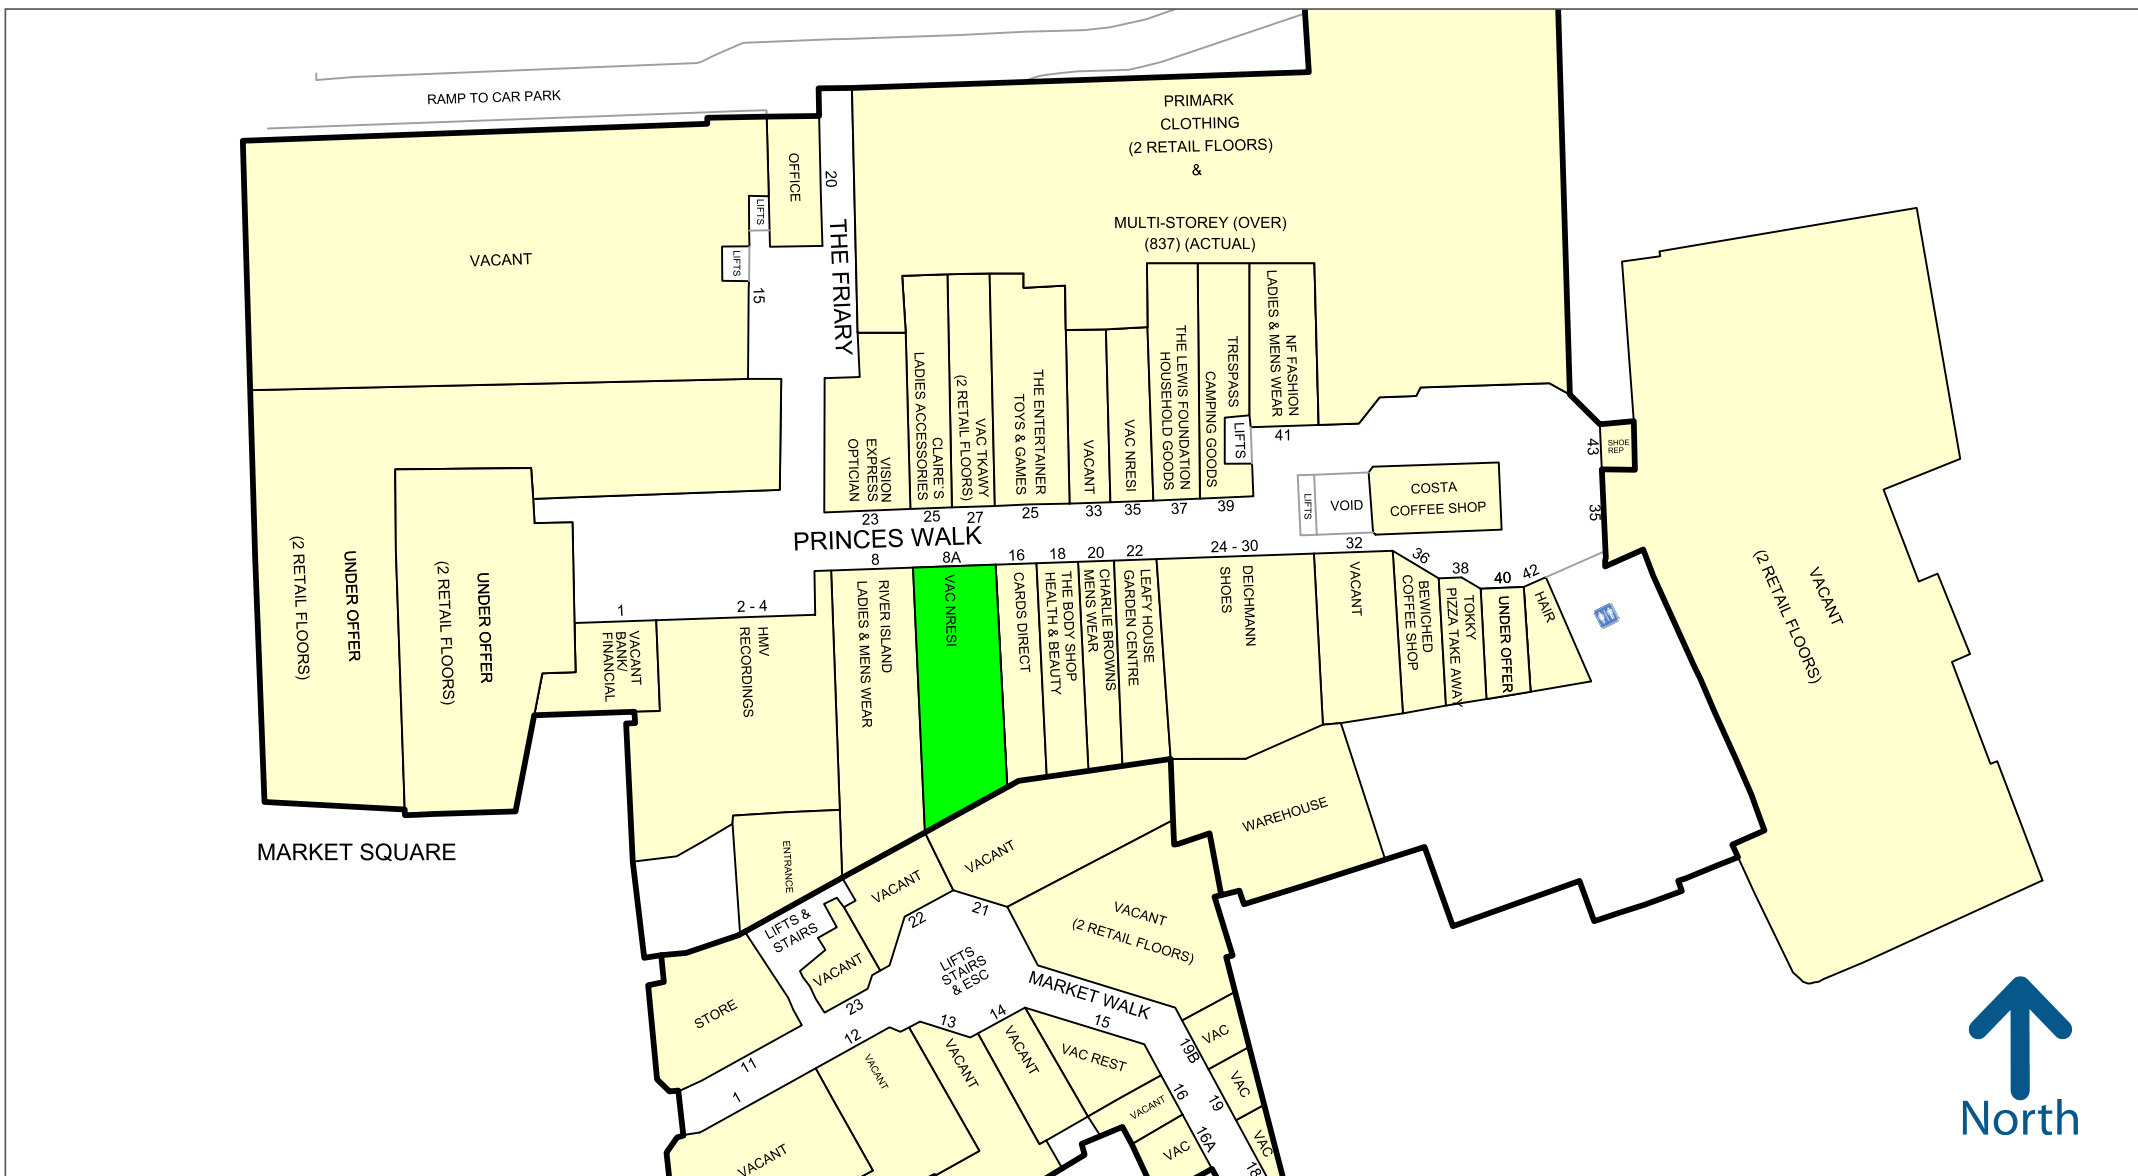 RAMP TO CAR PARK
PRIMARK
CLOTHING
(2 RETAIL FLOORS)
&
MULTI-STOREY (OVER)
(837) (ACTUAL)
OFFICE
20
THE FRIARY
LIFTS
LIFTS
15
VACANT
VISION
EXPRESS
OPTICIAN
23
CLAIRE`S
LADIES ACCESSORIES
25
VAC TKAWY
(2 RETAIL FLOORS)
27
THE ENTERTAINER
TOYS & GAMES
25
VACANT
33
VAC NRESI
35
THE LEWIS FOUNDATION
HOUSEHOLD GOODS
37
TRESPASS
CAMPING GOODS
39
LIFTS
NF FASHION
LADIES & MENS WEAR
41
LIFTS
VOID
COSTA
COFFEE SHOP
43
SHOE
REP
35
VACANT
(2 RETAIL FLOORS)
PRINCES WALK
UNDER OFFER
(2 RETAIL FLOORS)
UNDER OFFER
(2 RETAIL FLOORS)
1
VACANT
BANK/
FINANCIAL
2 - 4
HMV
RECORDINGS
8
RIVER ISLAND
LADIES & MENS WEAR
8A
VAC NRESI
16
CARDS DIRECT
18
THE BODY SHOP
HEALTH & BEAUTY
20
CHARLIE BROWNS
MENS WEAR
22
LEAFY HOUSE
GARDEN CENTRE
24 - 30
DEICHMANN
SHOES
32
VACANT
36
BEWICHED
COFFEE SHOP
38
TOKKY
PIZZA TAKE AWAY
40
UNDER OFFER
42
HAIR
MARKET SQUARE
ENTRANCE
WAREHOUSE
VACANT
VACANT
LIFTS &
STAIRS
22
21
VACANT
(2 RETAIL FLOORS)
VACANT
23
LIFTS
STAIRS
& ESC
MARKET WALK
STORE
11
12
13
14
15
1
VACANT
VACANT
VACANT
VACANT
VAC REST
VACANT
VAC
16
16A
19B
VAC
19
VAC
VAC
18
North